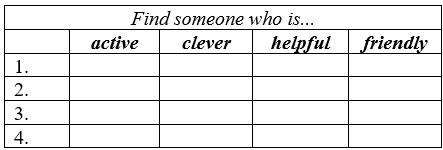 Find someone who is...
active clever helpful friendly
1.
2.
3.
4.